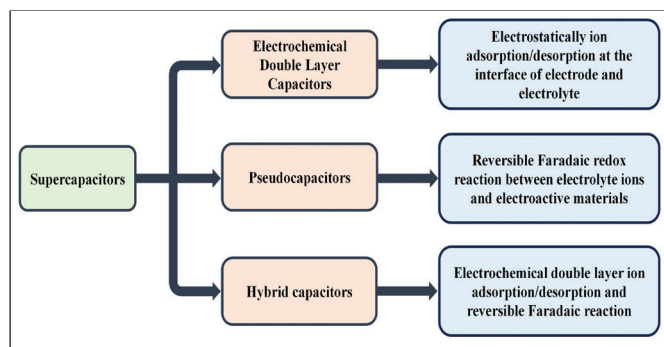 Supercapacitors
Electrochemical
Double Layer
Capacitors
Electrostatically ion
adsorption/desorption at the
interface of electrode and
electrolyte
Pseudocapacitors
Reversible Faradaic redox
reaction between electrolyte ions
and electroactive materials
Hybrid capacitors
Electrochemical double layer ion
adsorption/desorption and
reversible Faradaic reaction